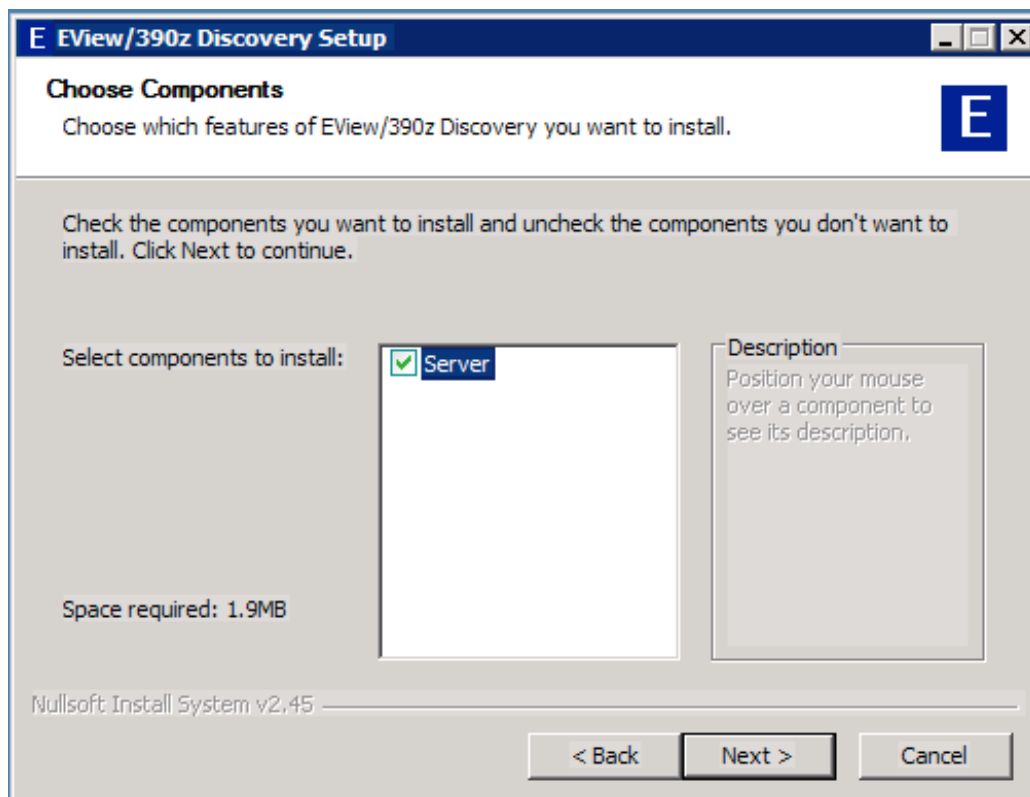 E EView/390z Discovery Setup
Choose Components
Choose which features of EView/390z Discovery you want to install.
E
Check the components you want to install and uncheck the components you don't want to
install. Click Next to continue.
Select components to install:
Server
Description
Position your mouse
over a component to
see its description.
Space required: 1.9MB
Nullsoft Install System v2.45
< Back
Next >
Cancel